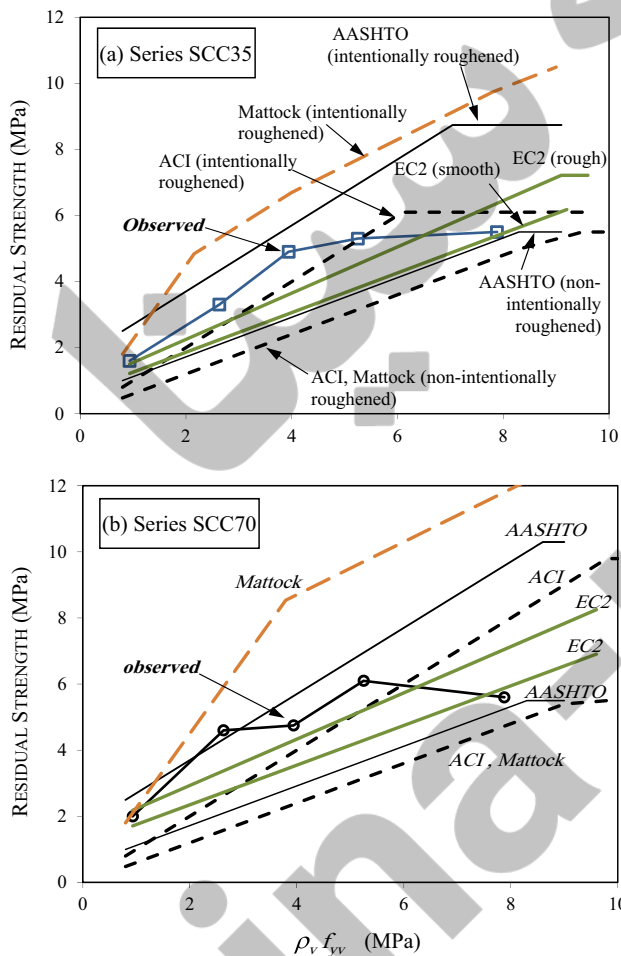 12
10
8
6
4
2
0
RESIDUAL STRENGTH (MPa)
(a) Series SCC35
AASHTO
(intentionally roughened)
Mattock (intentionally
roughened)
ACI (intentionally
roughened)
EC2 (smooth)
EC2 (rough)
Observed
AASHTO (non-
intentionally
roughened)
ACI, Mattock (non-intentionally
roughened)
0 2 4 6 8 10
12
10
8
6
4
2
0
RESIDUAL STRENGTH (MPa)
(b) Series SCC70
AASHTO
Mattock
ACI
EC2
observed
EC2
AASHTO
ACI , Mattock
0 2 4 6 8 10
ρv fyv (MPa)